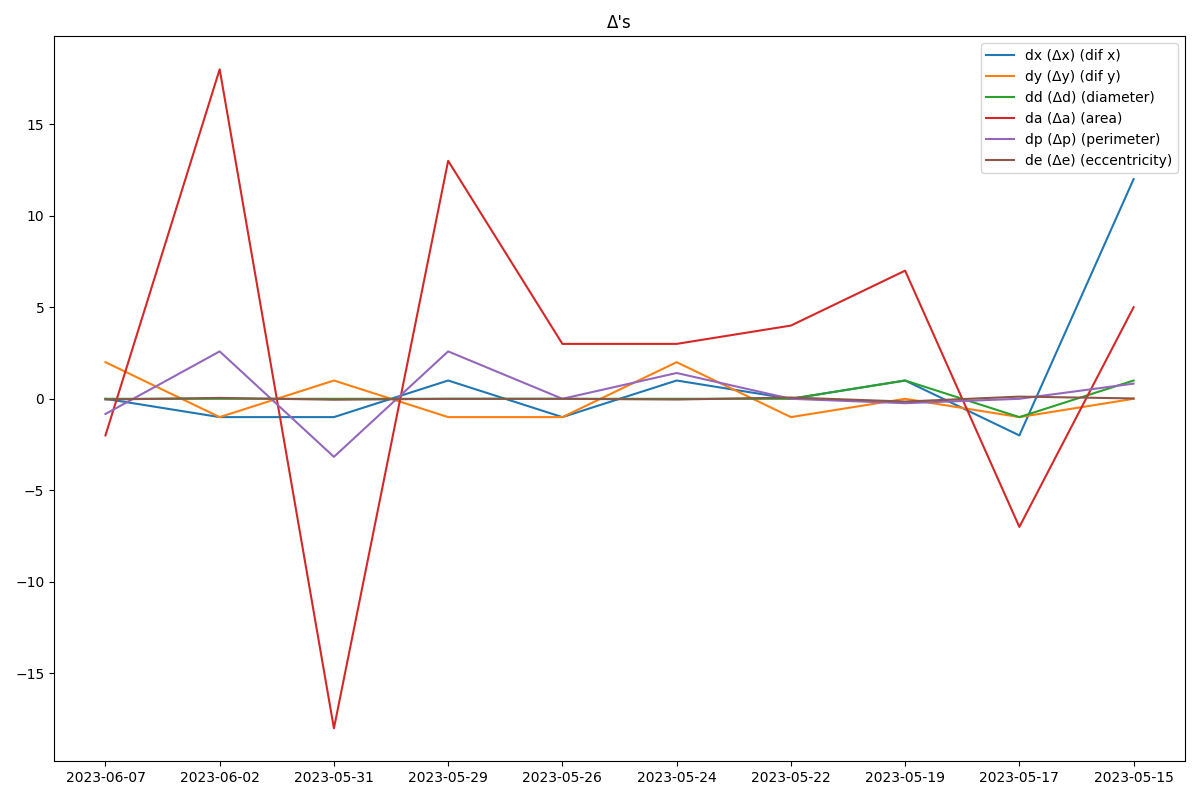 Δ's
dx (Δx) (dif x)
dy (Δy) (dif y)
dd (Δd) (diameter)
da (Δa) (area)
dp (Δp) (perimeter)
de (Δe) (eccentricity)
15
10
5
0
−5
−10
−15
2023-06-07 2023-06-02 2023-05-31 2023-05-29 2023-05-26 2023-05-24 2023-05-22 2023-05-19 2023-05-17 2023-05-15